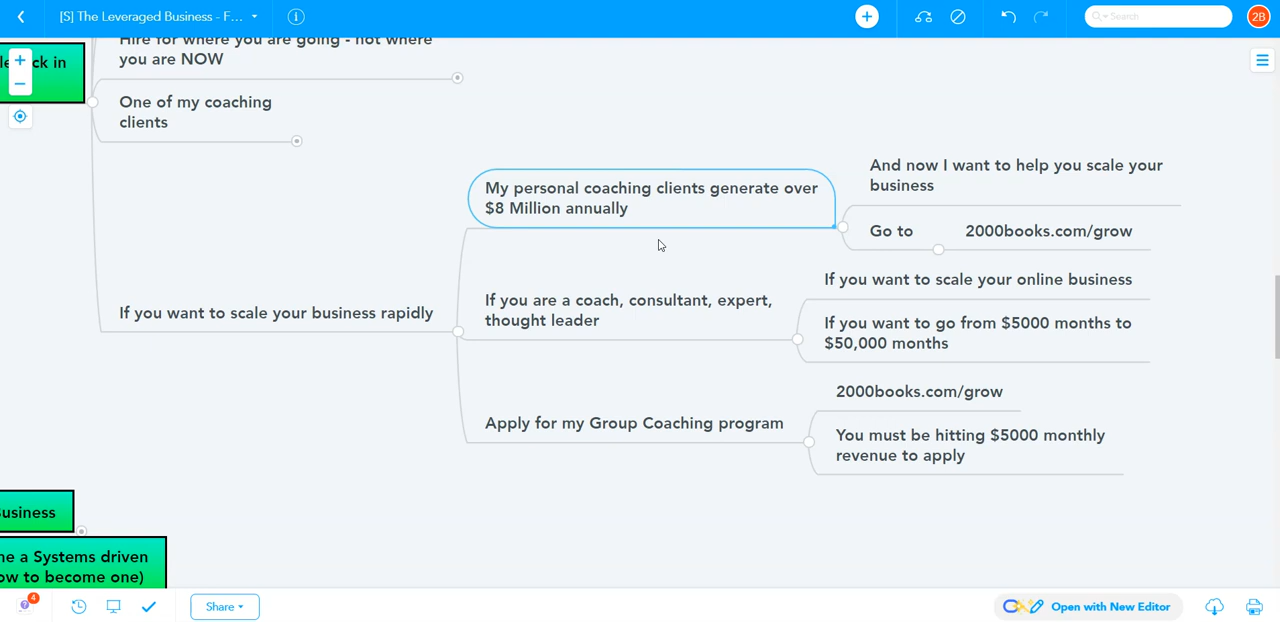 [S] The Leveraged Business - F...
Search
2B
Hire for where you are going - not where
you are NOW
ck in
One of my coaching
clients
My personal coaching clients generate over
$8 Million annually
And now I want to help you scale your
business
Go to
2000books.com/grow
If you want to scale your business rapidly
If you are a coach, consultant, expert,
thought leader
If you want to scale your online business
If you want to go from $5000 months to
$50,000 months
Apply for my Group Coaching program
2000books.com/grow
You must be hitting $5000 monthly
revenue to apply
Business
ne a Systems driven
ow to become one)
4
Share
Open with New Editor